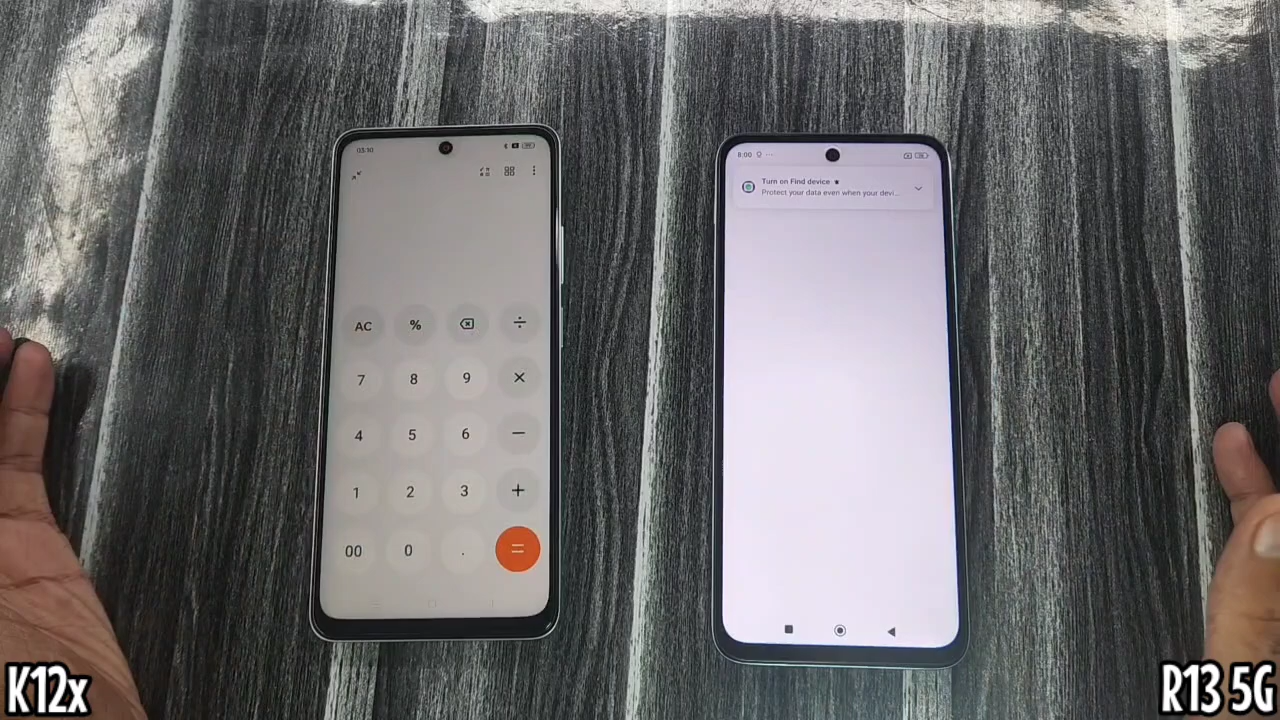 03:10
AC % ÷
7 8 9 ×
4 5 6 −
1 2 3 +
00 0 . =
8:00
Turn on Find device
Protect your data even when your devi...
K12x
R13 5G